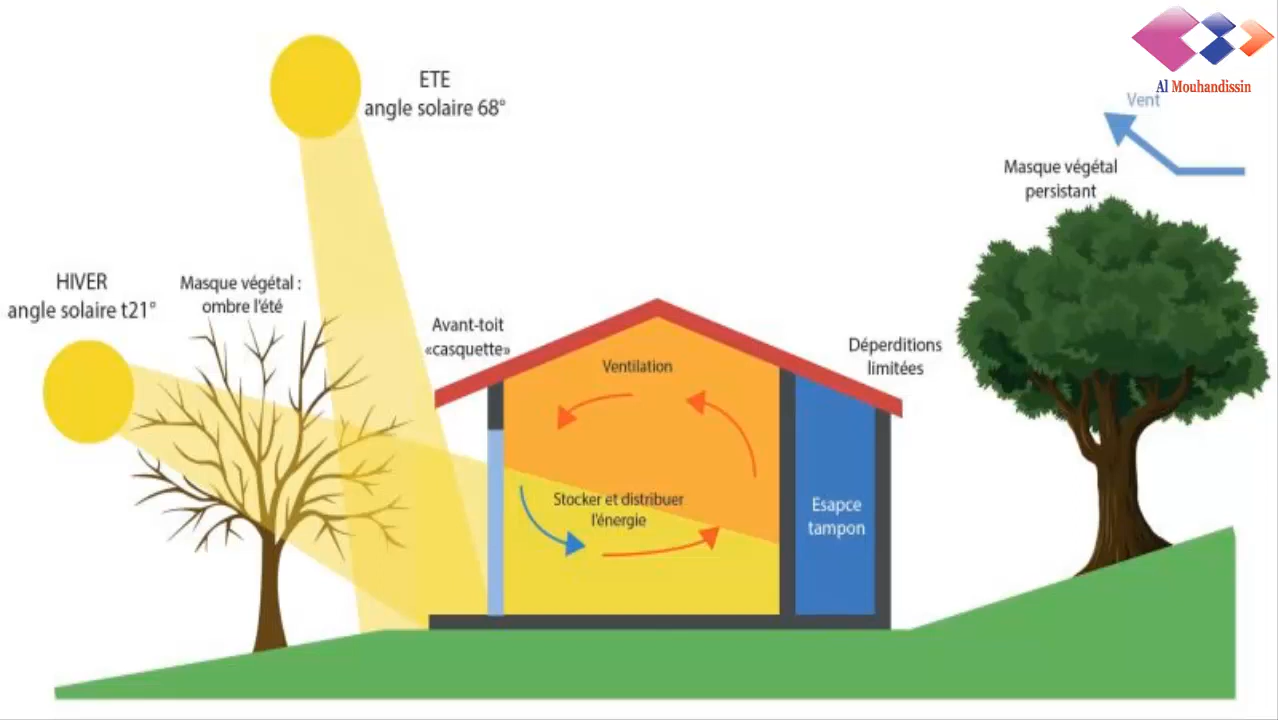 Al Mouhandissin
Vent
ETE
angle solaire 68°
Masque végétal
persistant
HIVER
angle solaire t21°
Masque végétal :
ombre l'été
Avant-toit
«casquette»
Déperditions
limitées
Ventilation
Stocker et distribuer
l'énergie
Esapce
tampon